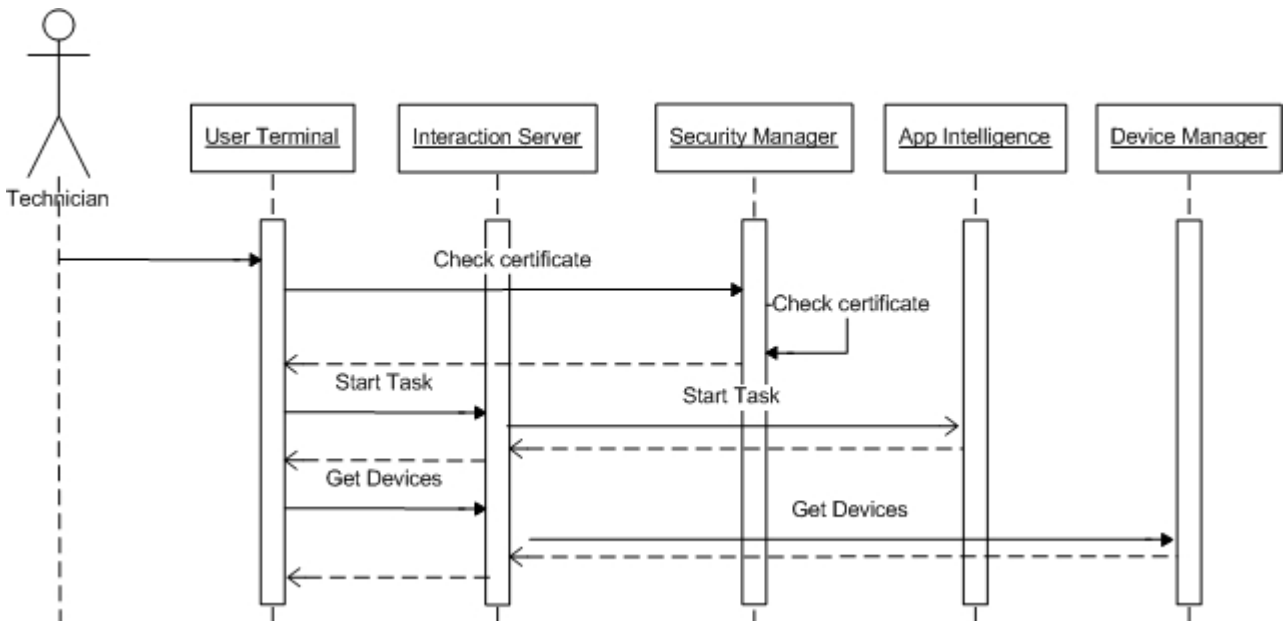 User Terminal
Interaction Server
Security Manager
App Intelligence
Device Manager
Technician
Check certificate
Check certificate
Start Task
Start Task
Get Devices
Get Devices